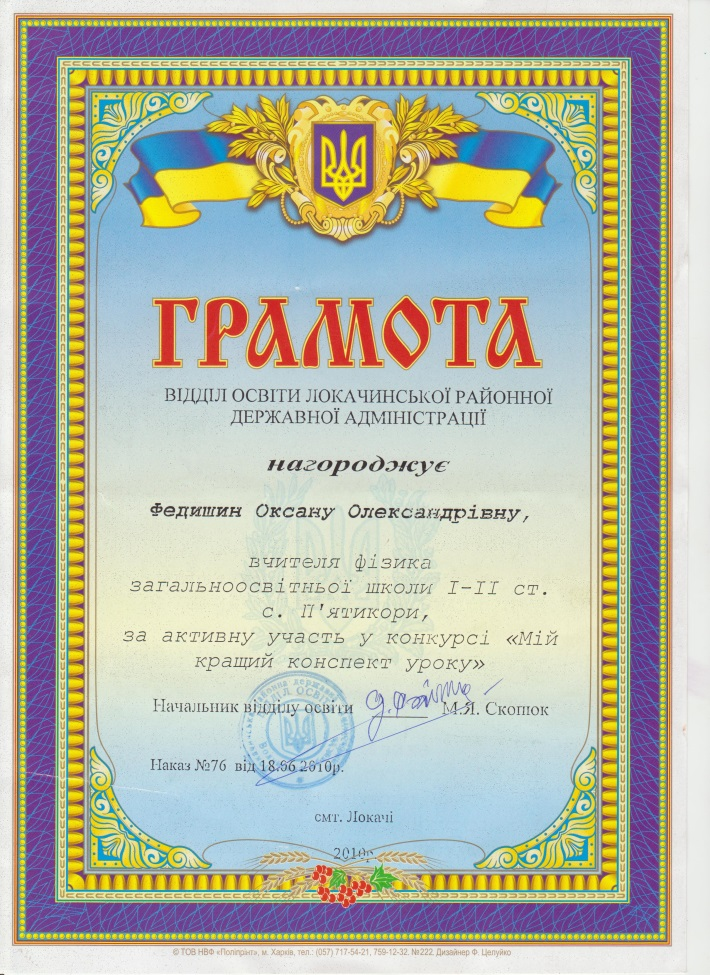 ГРАМОТА
ВІДДІЛ ОСВІТИ ЛОКАЧИНСЬКОЇ РАЙОННОЇ
ДЕРЖАВНОЇ АДМІНІСТРАЦІЇ
нагороджує
Федишин Оксану Олександрівну,
вчителя фізика
загальноосвітньої школи І-ІІ ст.
с. П'ятикори,
за активну участь у конкурсі «Мій
кращий конспект уроку»
Начальник відділу освіти М.Я. Скопюк
Наказ №76 від 18.06 2010р.
смт. Локачі
2010р
© ТОВ НВФ «Поліпрінт», м. Харків, тел.: (057) 717-54-21, 759-12-32, №222, Дизайнер Ф. Целуйко